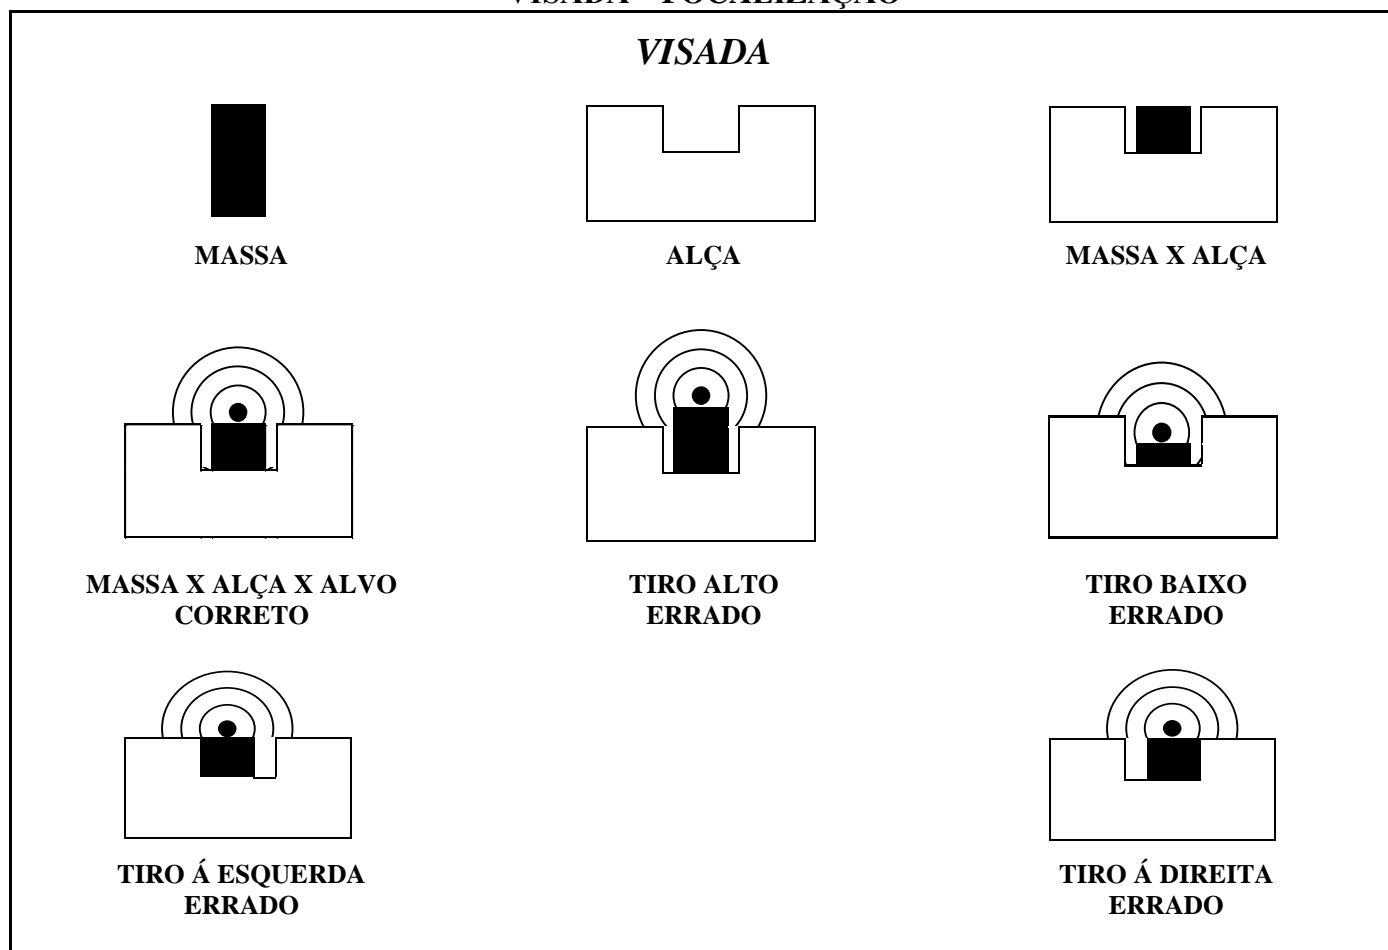 VISADA
MASSA
ALÇA
MASSA X ALÇA
MASSA X ALÇA X ALVO
CORRETO
TIRO ALTO
ERRADO
TIRO BAIXO
ERRADO
TIRO Á ESQUERDA
ERRADO
TIRO Á DIREITA
ERRADO